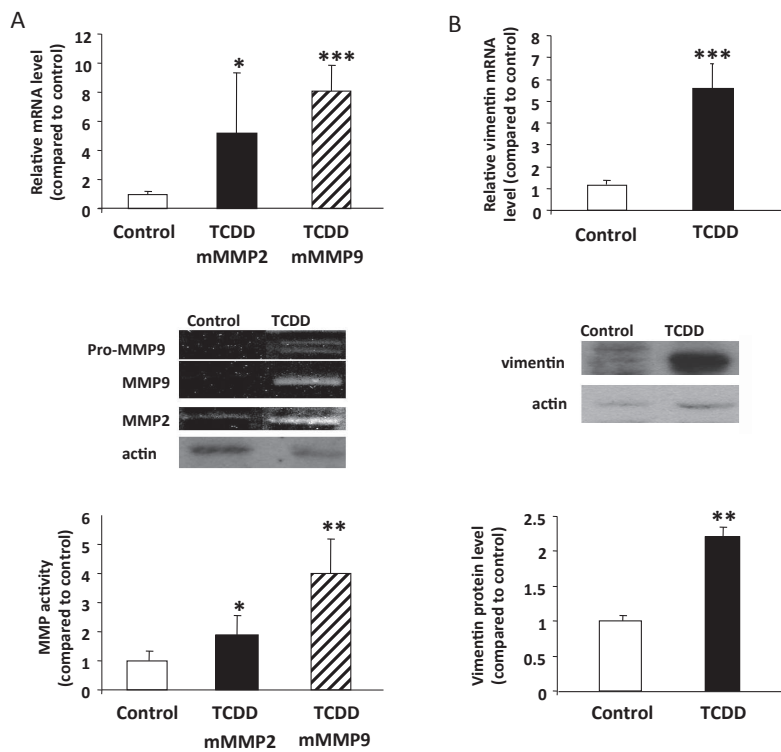 A
Relative mRNA level
(compared to control)
12
10
8
6
4
2
0
*
***
Control
TCDD
mMMP2
TCDD
mMMP9
Control TCDD
Pro-MMP9
MMP9
MMP2
actin
MMP activity
(compared to control)
6
5
4
3
2
1
0
*
**
Control
TCDD
mMMP2
TCDD
mMMP9
B
Relative vimentin mRNA
level (compared to control)
8
7
6
5
4
3
2
1
0
***
Control
TCDD
Control TCDD
vimentin
actin
Vimentin protein level
(compared to control)
2.5
2
1.5
1
0.5
0
**
Control
TCDD